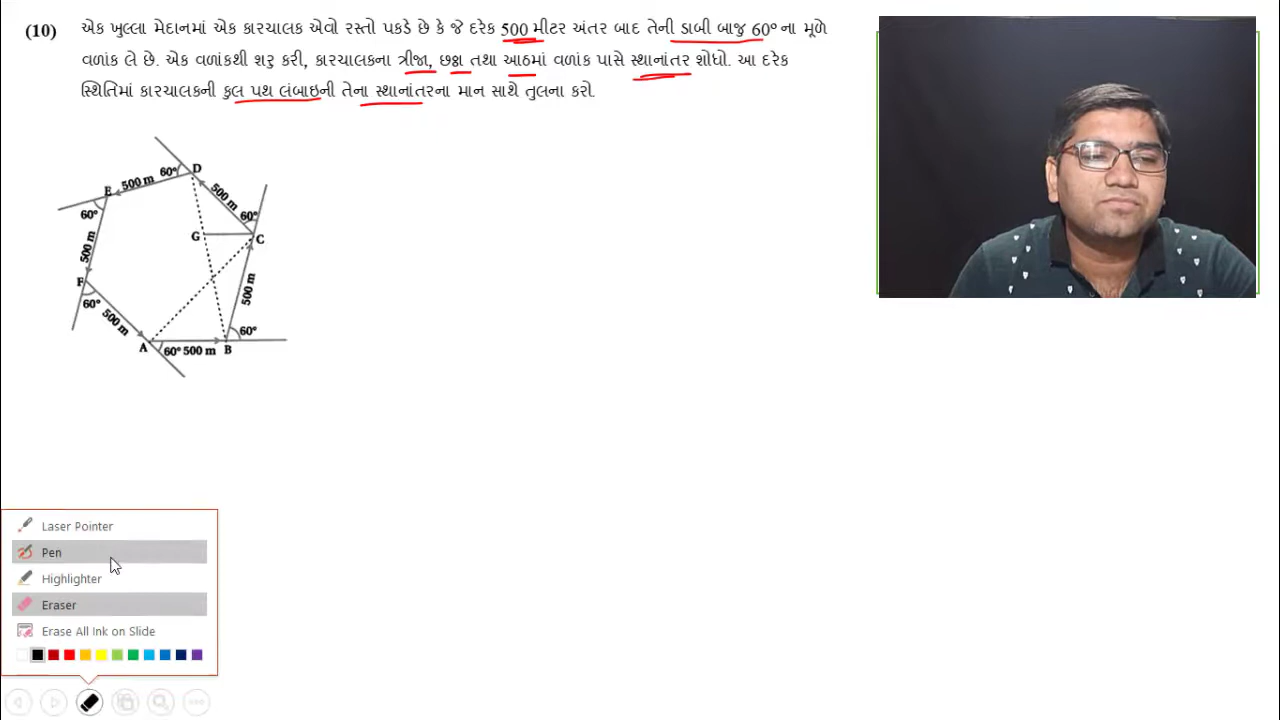 (10) એક ખુલ્લા મેદાનમાં એક કારચાલક એવો રસ્તો પકડે છે કે જે દરેક 500 મીટર અંતર બાદ તેની ડાબી બાજુ 60° ના મૂળે
વળાંક લે છે. એક વળાંકથી શરુ કરી, કારચાલકના ત્રીજા, છઠ્ઠા તથા આઠમાં વળાંક પાસે સ્થાનાંતર શોધો. આ દરેક
સ્થિતિમાં કારચાલકની કુલ પથ લંબાઇની તેના સ્થાનાંતરના માન સાથે તુલના કરો.
60° D
E 500 m
500 m
60°
60°
G C
500 m
500 m
F
60°
500 m
60°
A 60° 500 m B
Laser Pointer
Pen
Highlighter
Eraser
Erase All Ink on Slide